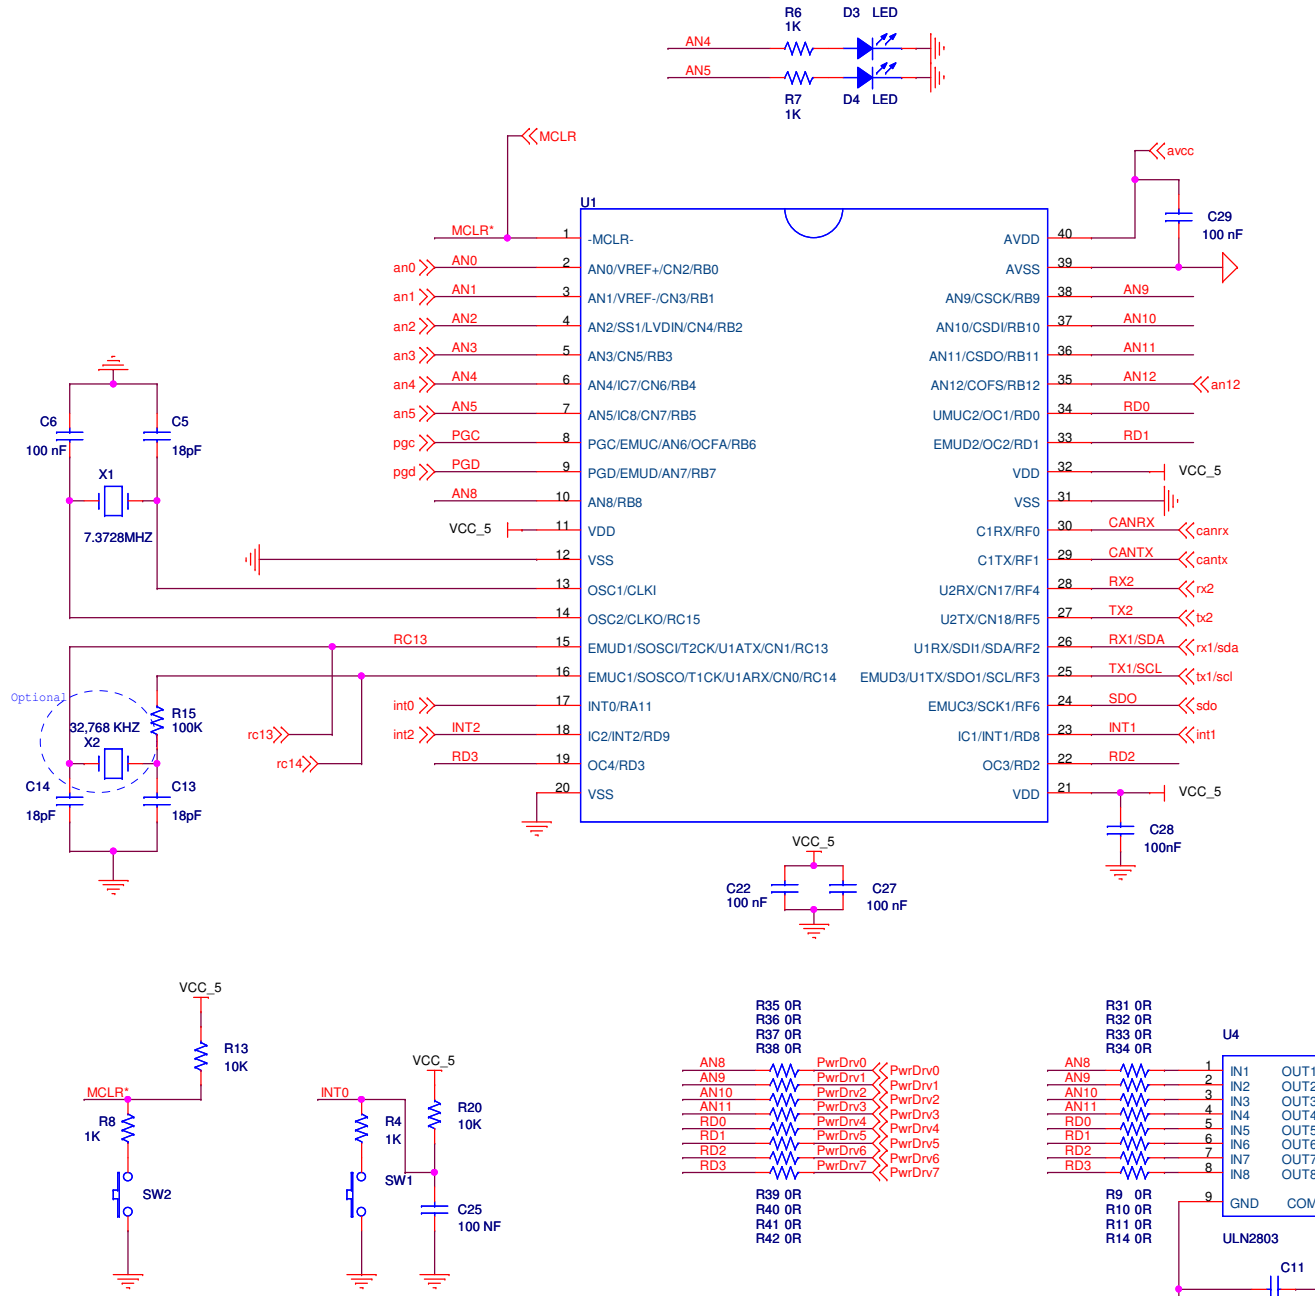 R6
1K
D3 LED
AN4
AN5
R7
1K
D4 LED
MCLR
avcc
U1
C29
100 nF
MCLR* 1 -MCLR- AVDD 40
an0 AN0 2 AN0/VREF+/CN2/RB0 AVSS 39
an1 AN1 3 AN1/VREF-/CN3/RB1 AN9/CSCK/RB9 38 AN9
an2 AN2 4 AN2/SS1/LVDIN/CN4/RB2 AN10/CSDI/RB10 37 AN10
an3 AN3 5 AN3/CN5/RB3 AN11/CSDO/RB11 36 AN11
an4 AN4 6 AN4/IC7/CN6/RB4 AN12/COFS/RB12 35 AN12 an12
an5 AN5 7 AN5/IC8/CN7/RB5 UMUC2/OC1/RD0 34 RD0
pgc PGC 8 PGC/EMUC/AN6/OCFA/RB6 EMUD2/OC2/RD1 33 RD1
pgd PGD 9 PGD/EMUD/AN7/RB7 VDD 32 VCC_5
AN8 10 AN8/RB8 VSS 31
VCC_5 11 VDD C1RX/RF0 30 CANRX canrx
12 VSS C1TX/RF1 29 CANTX cantx
13 OSC1/CLKI U2RX/CN17/RF4 28 RX2 rx2
14 OSC2/CLKO/RC15 U2TX/CN18/RF5 27 TX2 tx2
RC13 15 EMUD1/SOSCI/T2CK/U1ATX/CN1/RC13 U1RX/SDI1/SDA/RF2 26 RX1/SDA rx1/sda
16 EMUC1/SOSCO/T1CK/U1ARX/CN0/RC14 EMUD3/U1TX/SDO1/SCL/RF3 25 TX1/SCL tx1/scl
int0 17 INT0/RA11 EMUC3/SCK1/RF6 24 SDO sdo
int2 INT2 18 IC2/INT2/RD9 IC1/INT1/RD8 23 INT1 int1
RD3 19 OC4/RD3 OC3/RD2 22 RD2
20 VSS VDD 21 VCC_5
C6
100 nF
C5
18pF
X1
7.3728MHZ
Optional
32,768 KHZ
X2
R15
100K
rc13
rc14
C14
18pF
C13
18pF
C28
100nF
VCC_5
C22
100 nF
C27
100 nF
VCC_5
R13
10K
MCLR*
R8
1K
SW2
VCC_5
INT0
R4
1K
R20
10K
SW1
C25
100 NF
R35 0R
R36 0R
R37 0R
R38 0R
AN8 PwrDrv0 PwrDrv0
AN9 PwrDrv1 PwrDrv1
AN10 PwrDrv2 PwrDrv2
AN11 PwrDrv3 PwrDrv3
RD0 PwrDrv4 PwrDrv4
RD1 PwrDrv5 PwrDrv5
RD2 PwrDrv6 PwrDrv6
RD3 PwrDrv7 PwrDrv7
R39 0R
R40 0R
R41 0R
R42 0R
R31 0R
R32 0R
R33 0R
R34 0R
U4
AN8 1 IN1 OUT1
AN9 2 IN2 OUT2
AN10 3 IN3 OUT3
AN11 4 IN4 OUT4
RD0 5 IN5 OUT5
RD1 6 IN6 OUT6
RD2 7 IN7 OUT7
RD3 8 IN8 OUT8
9 GND COM
R9 0R
R10 0R
R11 0R
R14 0R
ULN2803
C11